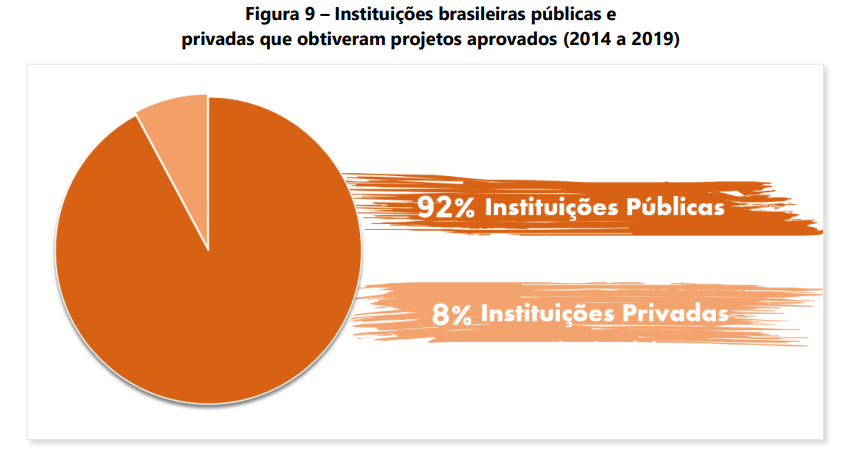 Figura 9 – Instituições brasileiras públicas e
privadas que obtiveram projetos aprovados (2014 a 2019)
92% Instituições Públicas
8% Instituições Privadas